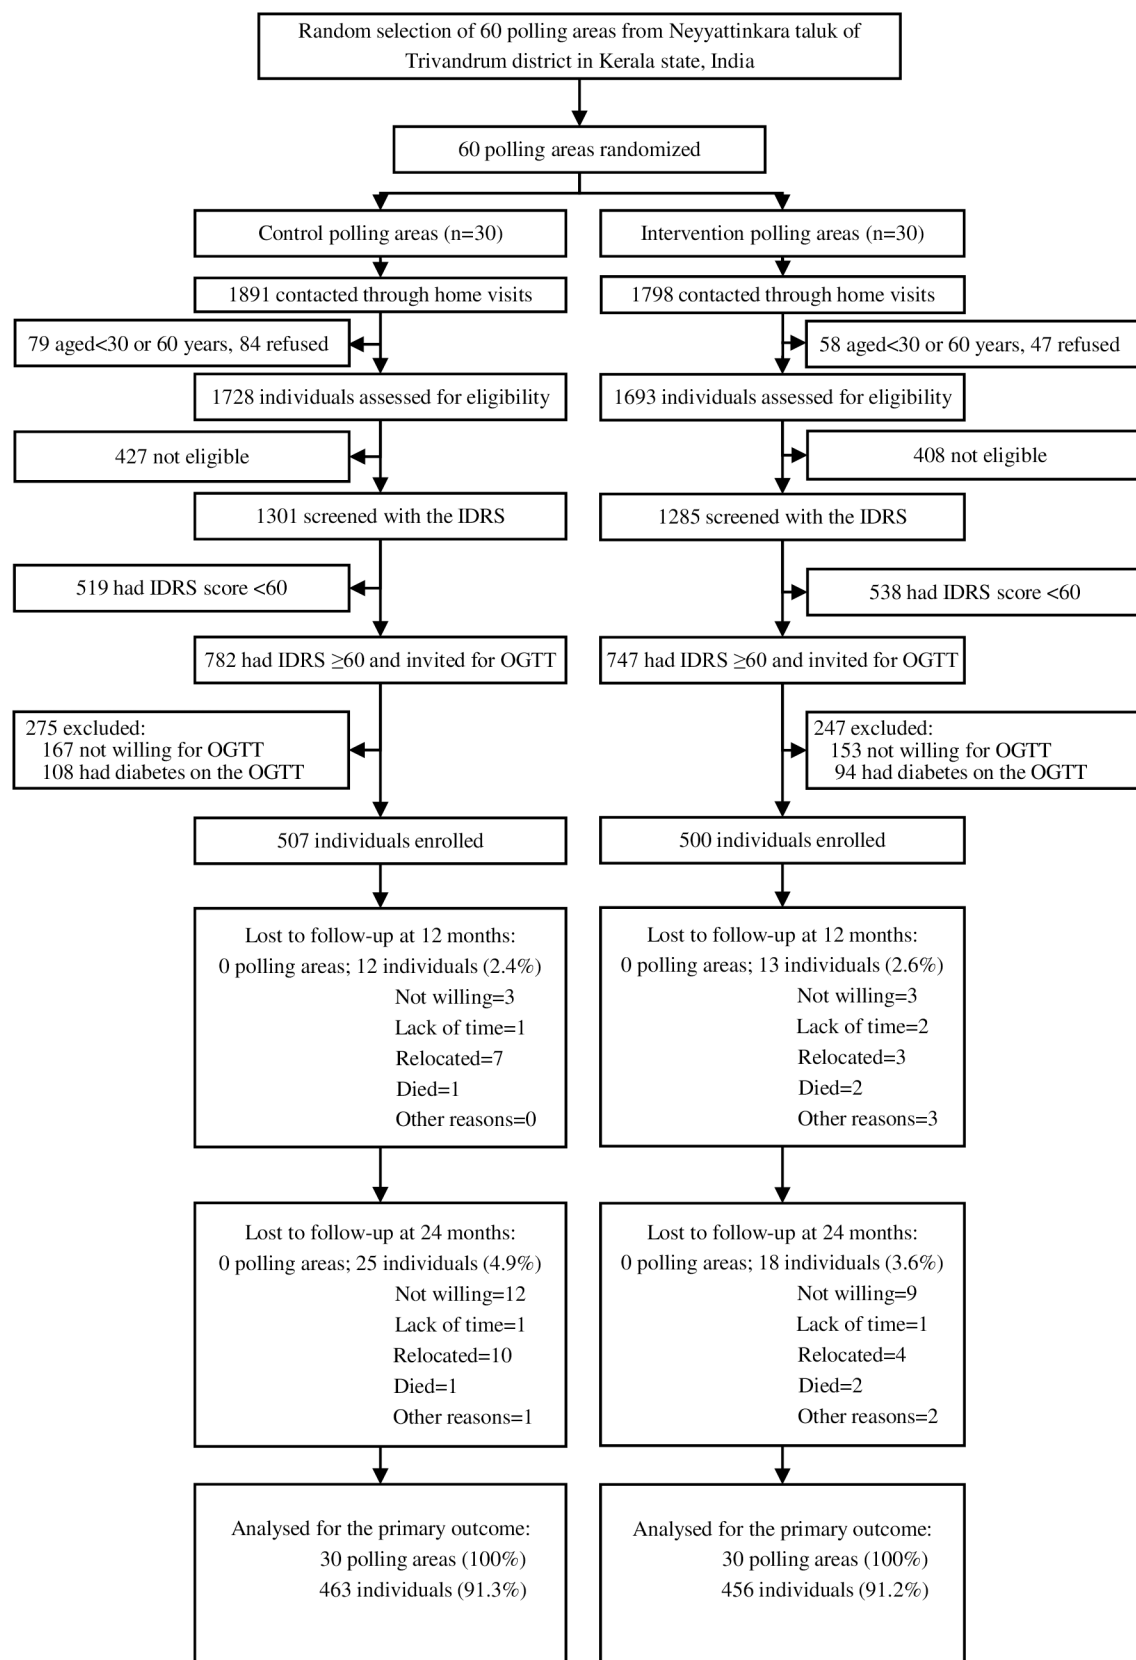 Random selection of 60 polling areas from Neyyattinkara taluk of
Trivandrum district in Kerala state, India
60 polling areas randomized
Control polling areas (n=30)
Intervention polling areas (n=30)
1891 contacted through home visits
1798 contacted through home visits
79 aged<30 or 60 years, 84 refused
58 aged<30 or 60 years, 47 refused
1728 individuals assessed for eligibility
1693 individuals assessed for eligibility
427 not eligible
408 not eligible
1301 screened with the IDRS
1285 screened with the IDRS
519 had IDRS score <60
538 had IDRS score <60
782 had IDRS ≥60 and invited for OGTT
747 had IDRS ≥60 and invited for OGTT
275 excluded:
167 not willing for OGTT
108 had diabetes on the OGTT
247 excluded:
153 not willing for OGTT
94 had diabetes on the OGTT
507 individuals enrolled
500 individuals enrolled
Lost to follow-up at 12 months:
0 polling areas; 12 individuals (2.4%)
Not willing=3
Lack of time=1
Relocated=7
Died=1
Other reasons=0
Lost to follow-up at 12 months:
0 polling areas; 13 individuals (2.6%)
Not willing=3
Lack of time=2
Relocated=3
Died=2
Other reasons=3
Lost to follow-up at 24 months:
0 polling areas; 25 individuals (4.9%)
Not willing=12
Lack of time=1
Relocated=10
Died=1
Other reasons=1
Lost to follow-up at 24 months:
0 polling areas; 18 individuals (3.6%)
Not willing=9
Lack of time=1
Relocated=4
Died=2
Other reasons=2
Analysed for the primary outcome:
30 polling areas (100%)
463 individuals (91.3%)
Analysed for the primary outcome:
30 polling areas (100%)
456 individuals (91.2%)